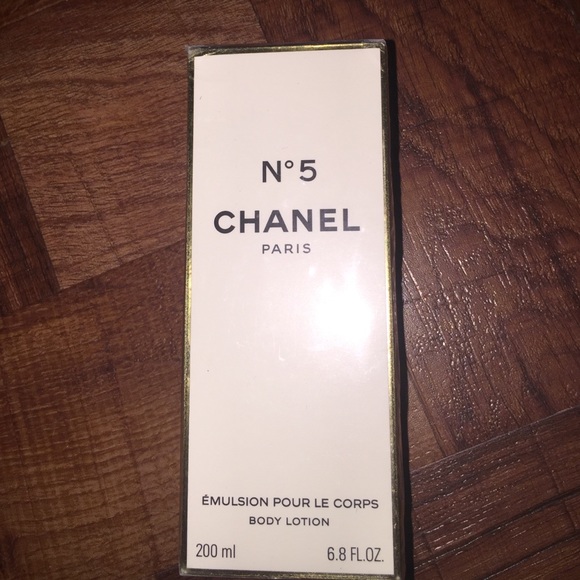 N°5
CHANEL
PARIS
ÉMULSION POUR LE CORPS
BODY LOTION
200 ml 6.8 FL.OZ.